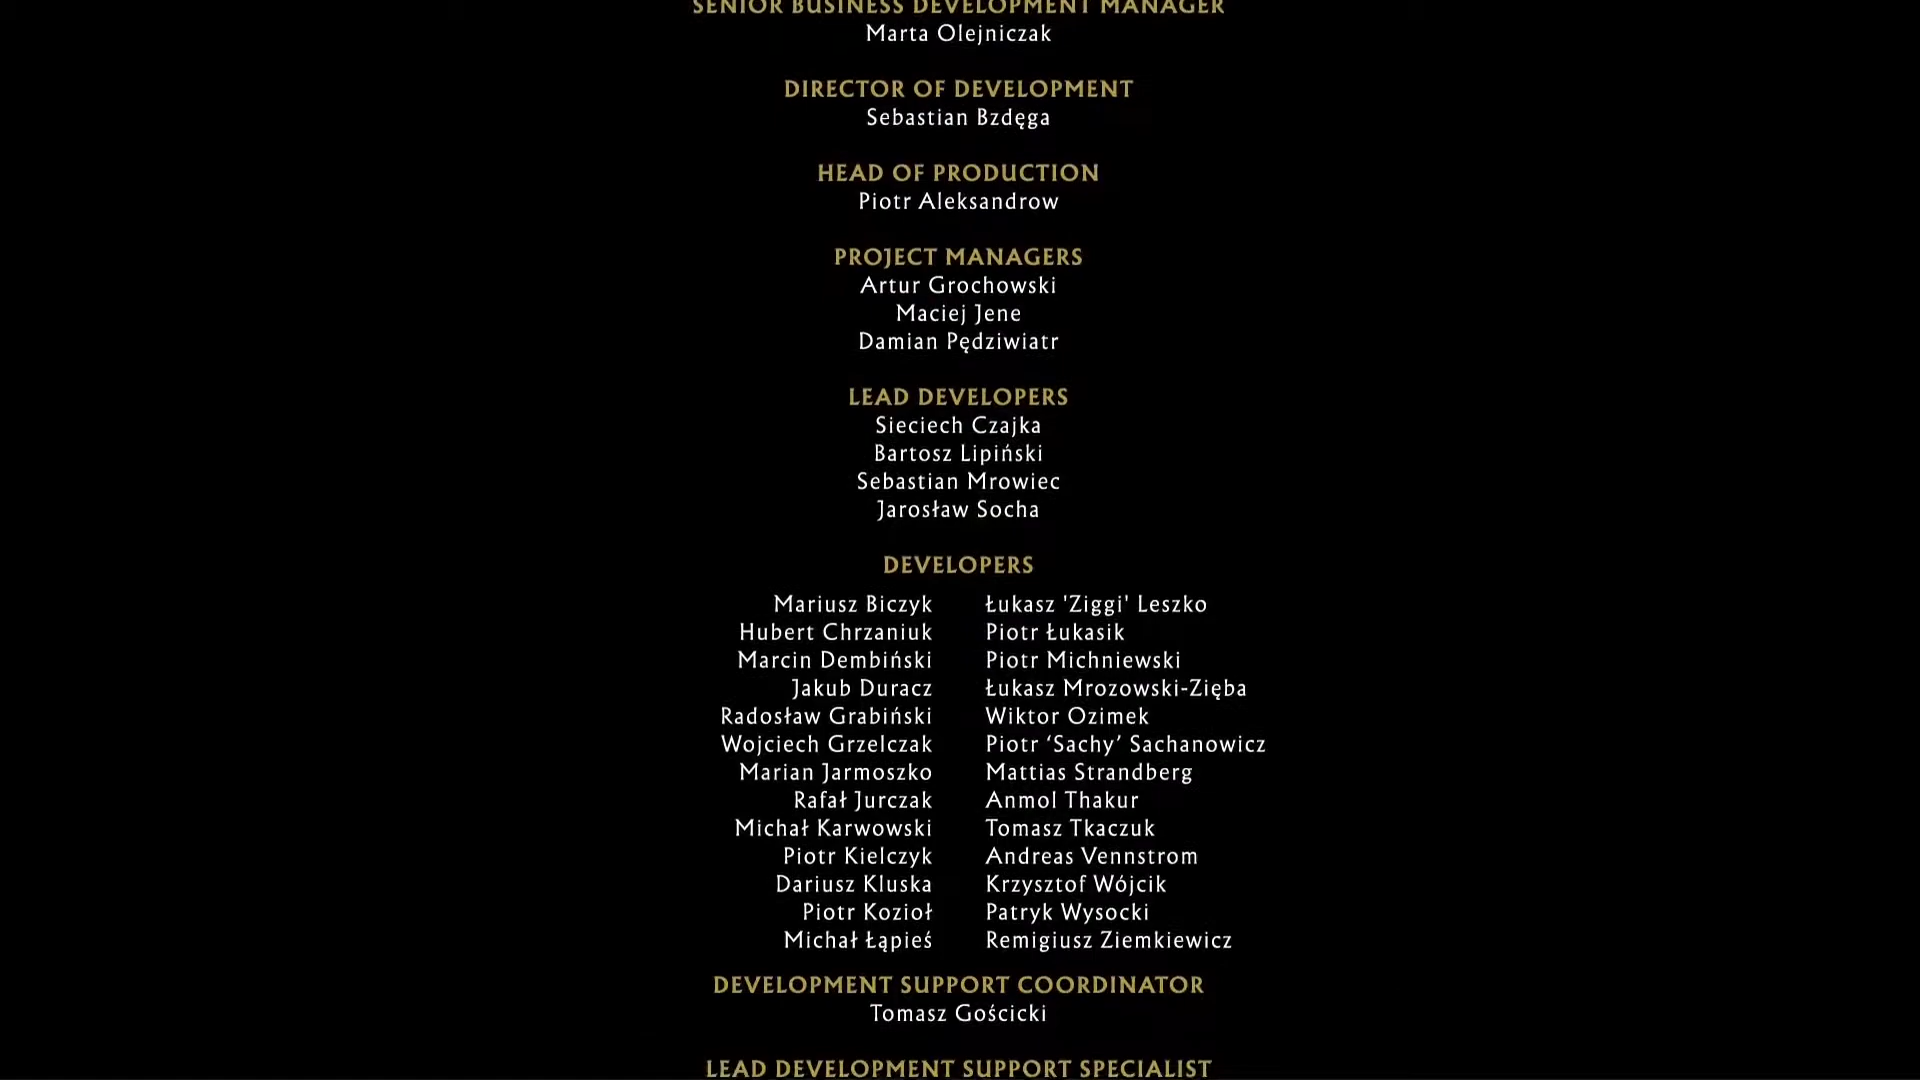 SENIOR BUSINESS DEVELOPMENT MANAGER
Marta Olejniczak
DIRECTOR OF DEVELOPMENT
Sebastian Bzdęga
HEAD OF PRODUCTION
Piotr Aleksandrow
PROJECT MANAGERS
Artur Grochowski
Maciej Jene
Damian Pędziwiatr
LEAD DEVELOPERS
Sieciech Czajka
Bartosz Lipiński
Sebastian Mrowiec
Jarosław Socha
DEVELOPERS
Mariusz Biczyk
Hubert Chrzaniuk
Marcin Dembiński
Jakub Duracz
Radosław Grabiński
Wojciech Grzelczak
Marian Jarmoszko
Rafał Jurczak
Michał Karwowski
Piotr Kielczyk
Dariusz Kluska
Piotr Kozioł
Michał Łąpieś
Łukasz 'Ziggi' Leszko
Piotr Łukasik
Piotr Michniewski
Łukasz Mrozowski-Zięba
Wiktor Ozimek
Piotr ‘Sachy’ Sachanowicz
Mattias Strandberg
Anmol Thakur
Tomasz Tkaczuk
Andreas Vennstrom
Krzysztof Wójcik
Patryk Wysocki
Remigiusz Ziemkiewicz
DEVELOPMENT SUPPORT COORDINATOR
Tomasz Gościcki
LEAD DEVELOPMENT SUPPORT SPECIALIST